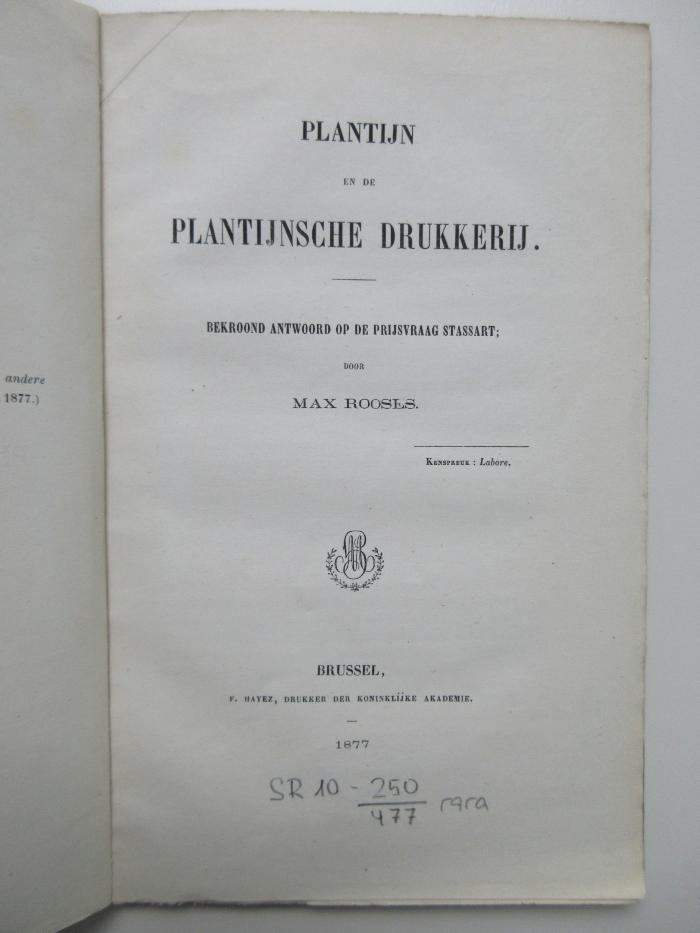 andere
1877.)
PLANTIJN
EN DE
PLANTIJNSCHE DRUKKERIJ.
BEKROOND ANTWOORD OP DE PRIJSVRAAG STASSART;
DOOR
MAX ROOSES.
KENSPREUK : Labore.
BRUSSEL,
F. HAYEZ, DRUKKER DER KONINKLIJKE AKADEMIE.
1877
SR 10 - 250
477 rara